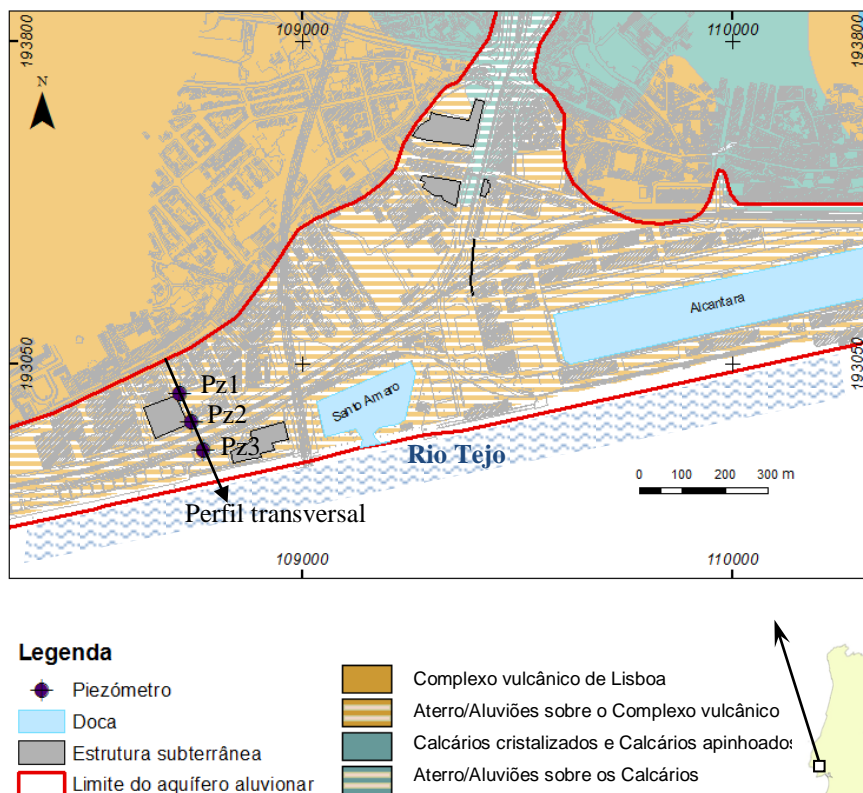 109000
110000
193800
193800
N
Alcantara
193050
193050
Pz1
Santo Amaro
Pz2
Pz3
Rio Tejo
0 100 200 300 m
Perfil transversal
109000
110000
Legenda
Piezómetro
Doca
Estrutura subterrânea
Limite do aquífero aluvionar
Complexo vulcânico de Lisboa
Aterro/Aluviões sobre o Complexo vulcânico
Calcários cristalizados e Calcários apinhoados
Aterro/Aluviões sobre os Calcários